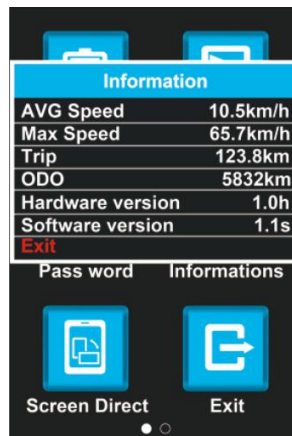 Information
AVG Speed 10.5km/h
Max Speed 65.7km/h
Trip 123.8km
ODO 5832km
Hardware version 1.0h
Software version 1.1s
Exit
Pass word Informations
Screen Direct Exit